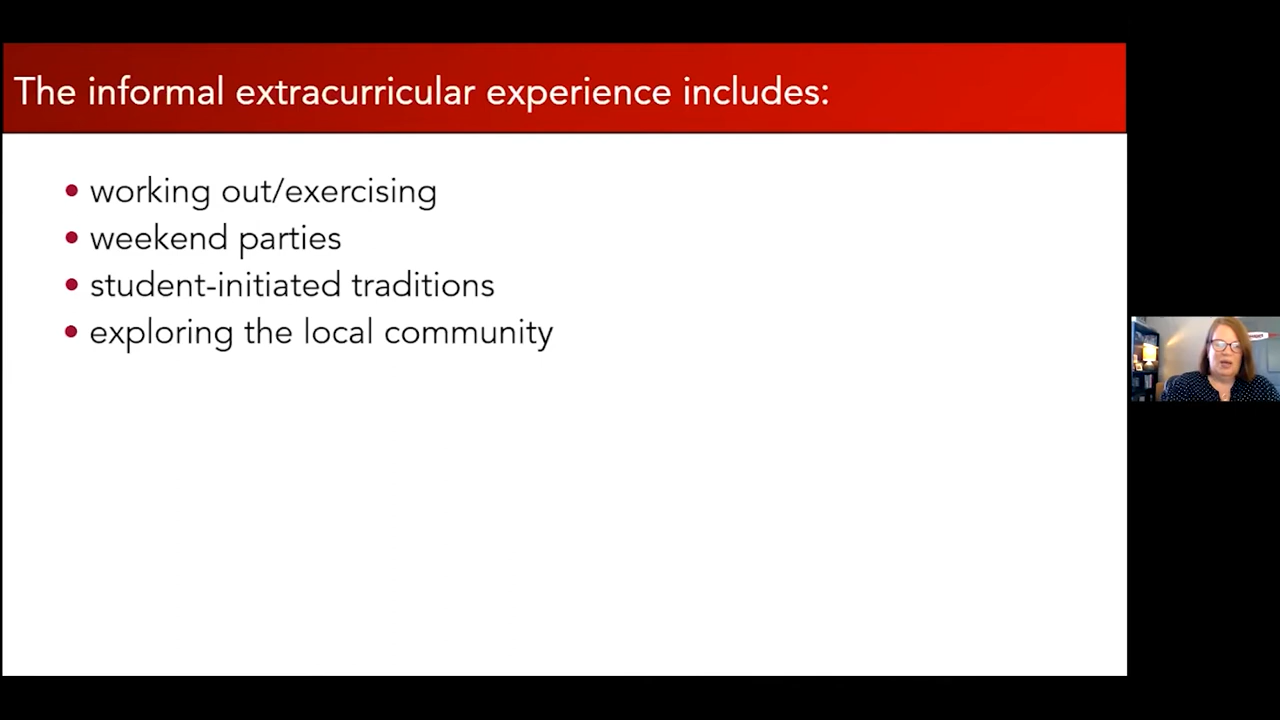 The informal extracurricular experience includes:
• working out/exercising
• weekend parties
• student-initiated traditions
• exploring the local community